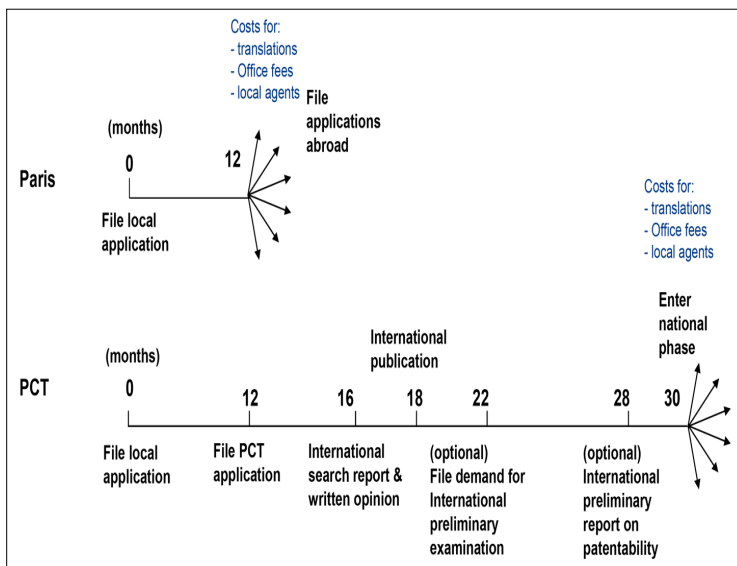 Costs for:
- translations
- Office fees
- local agents
File
applications
abroad
(months)
0
12
Paris
File local
application
Costs for:
- translations
- Office fees
- local agents
Enter
national
phase
International
publication
(months)
PCT
0
12
16
18
22
28
30
File local
application
File PCT
application
International
search report &
written opinion
(optional)
File demand for
International
preliminary
examination
(optional)
International
preliminary
report on
patentability